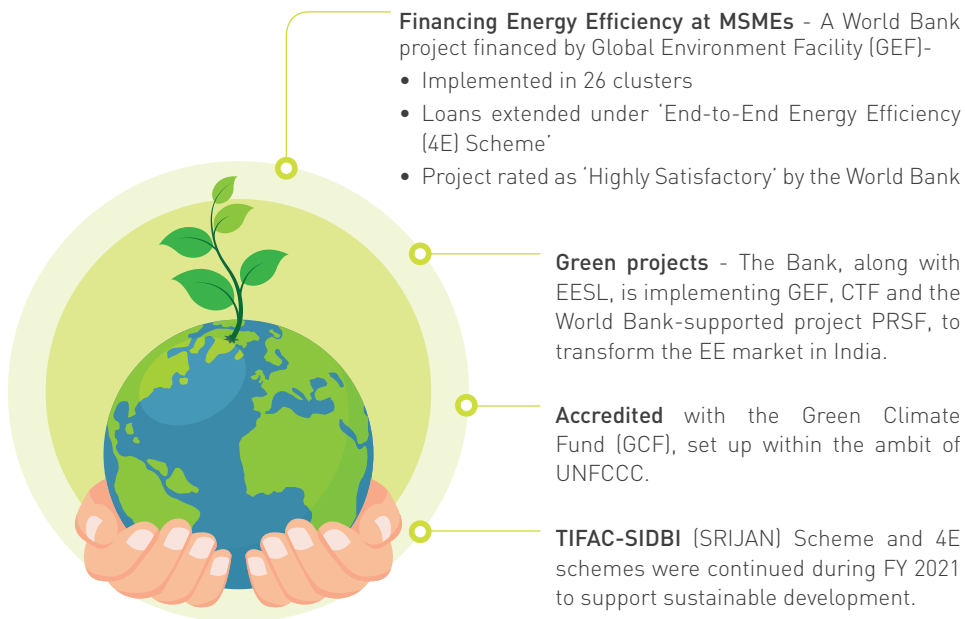 Financing Energy Efficiency at MSMEs - A World Bank
project financed by Global Environment Facility (GEF)-
• Implemented in 26 clusters
• Loans extended under ‘End-to-End Energy Efficiency
(4E) Scheme’
• Project rated as ‘Highly Satisfactory’ by the World Bank
Green projects - The Bank, along with
EESL, is implementing GEF, CTF and the
World Bank-supported project PRSF, to
transform the EE market in India.
Accredited with the Green Climate
Fund (GCF), set up within the ambit of
UNFCCC.
TIFAC-SIDBI (SRIJAN) Scheme and 4E
schemes were continued during FY 2021
to support sustainable development.